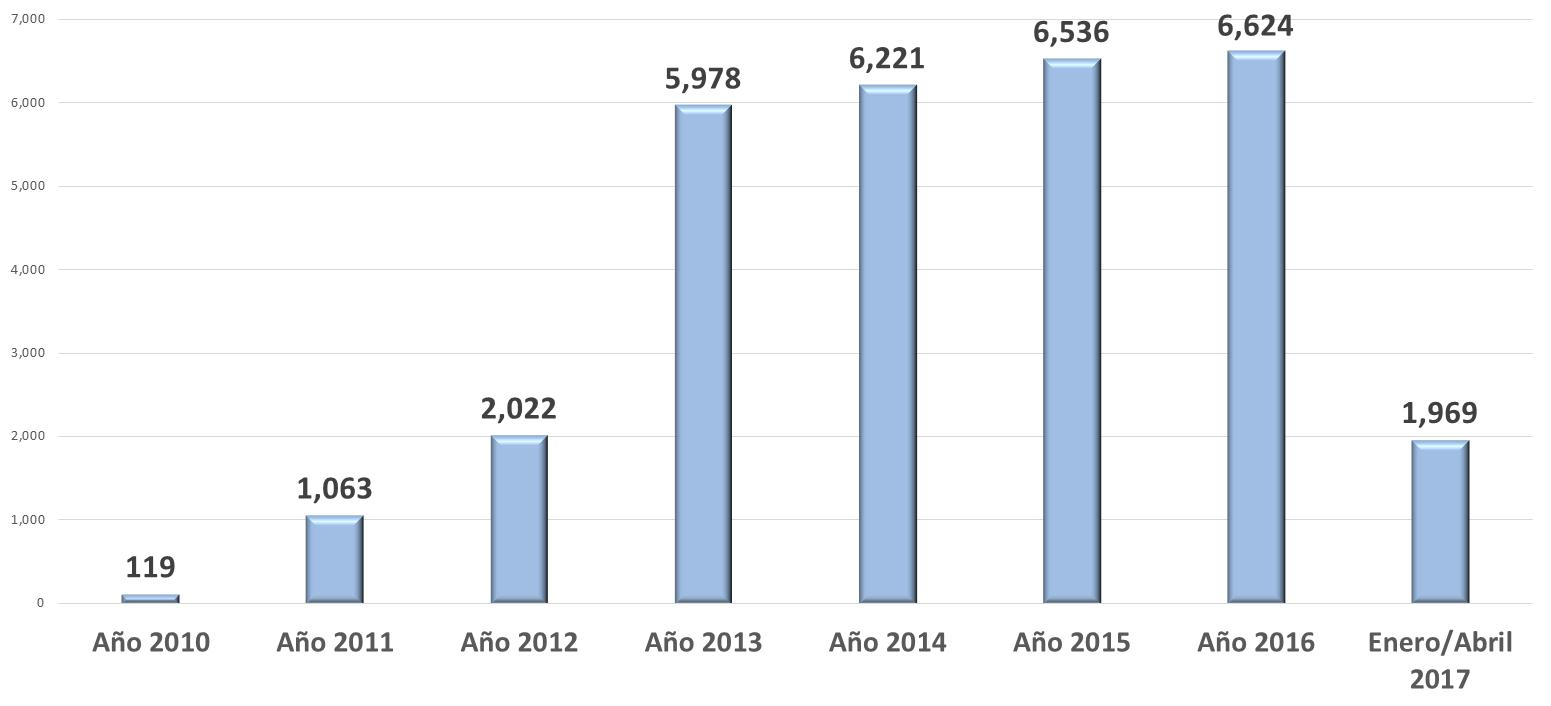 7,000
6,000
5,000
4,000
3,000
2,000
1,000
0
119
1,063
2,022
5,978
6,221
6,536
6,624
1,969
Año 2010
Año 2011
Año 2012
Año 2013
Año 2014
Año 2015
Año 2016
Enero/Abril
2017